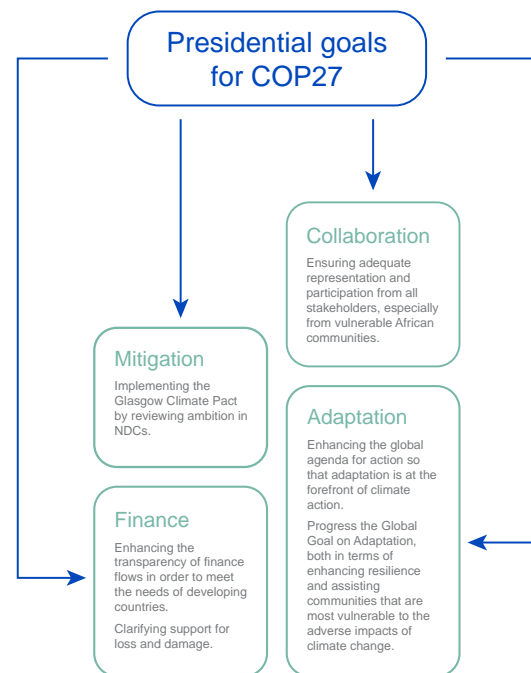 Presidential goals
for COP27
Collaboration
Ensuring adequate
representation and
participation from all
stakeholders, especially
from vulnerable African
communities.
Mitigation
Implementing the
Glasgow Climate Pact
by reviewing ambition in
NDCs.
Adaptation
Enhancing the global
agenda for action so
that adaptation is at the
forefront of climate
action.
Progress the Global
Goal on Adaptation,
both in terms of
enhancing resilience
and assisting
communities that are
most vulnerable to the
adverse impacts of
climate change.
Finance
Enhancing the
transparency of finance
flows in order to meet
the needs of developing
countries.
Clarifying support for
loss and damage.